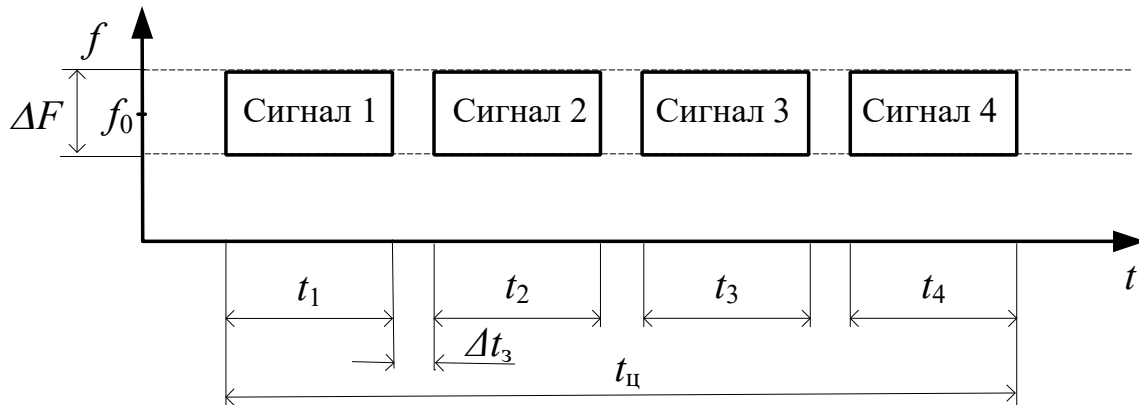 f
ΔF
f₀
Сигнал 1
Сигнал 2
Сигнал 3
Сигнал 4
t
t₁
t₂
t₃
t₄
Δtз
tц